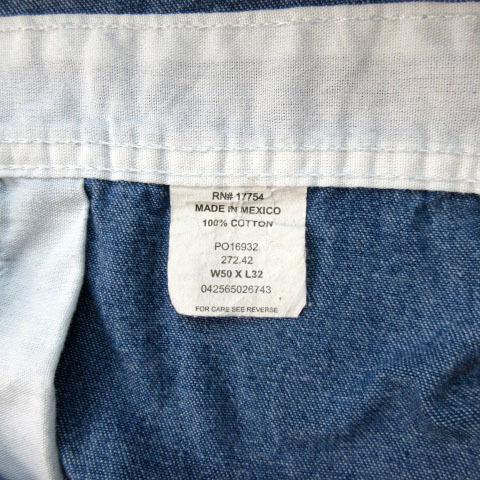 RN# 17754
MADE IN MEXICO
100% COTTON
PO16932
272.42
W50 X L32
042565026743
FOR CARE SEE REVERSE